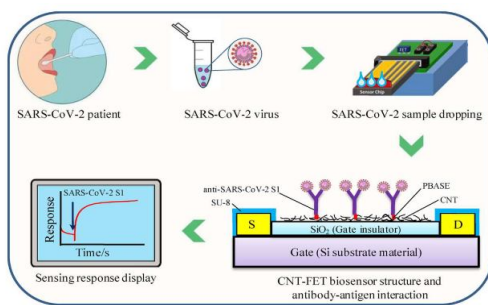 SARS-CoV-2 patient
SARS-CoV-2 virus
Sensor Chip
SARS-CoV-2 sample dropping
SARS-CoV-2 S1
Response
Time/s
Sensing response display
anti-SARS-CoV-2 S1
SU-8
PBASE
CNT
S
SiO₂ (Gate insulator)
D
Gate (Si substrate material)
CNT-FET biosensor structure and
antibody-antigen interaction